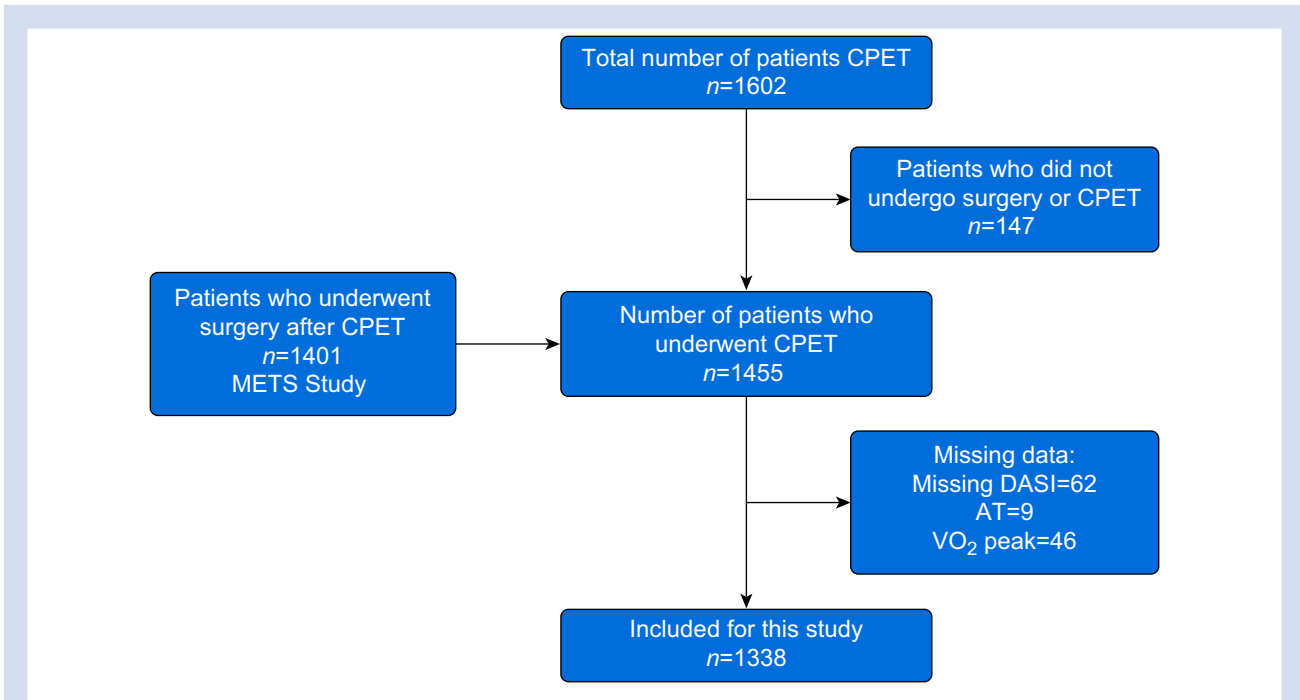 Total number of patients CPET
n=1602
Patients who did not
undergo surgery or CPET
n=147
Patients who underwent
surgery after CPET
n=1401
METS Study
Number of patients who
underwent CPET
n=1455
Missing data:
Missing DASI=62
AT=9
VO₂ peak=46
Included for this study
n=1338